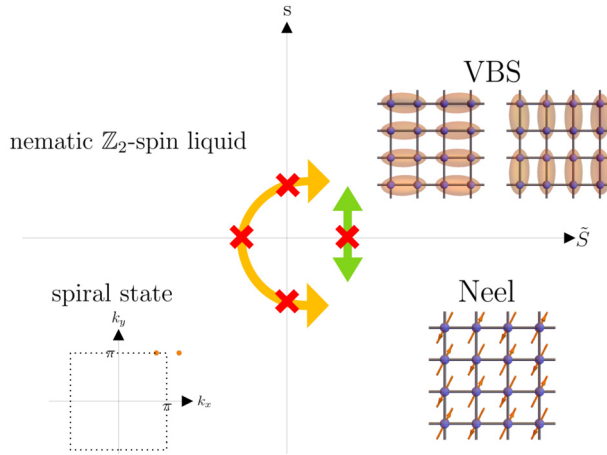 s
VBS
nematic ℤ₂-spin liquid
S̃
spiral state
Neel
k_y
π
π
k_x